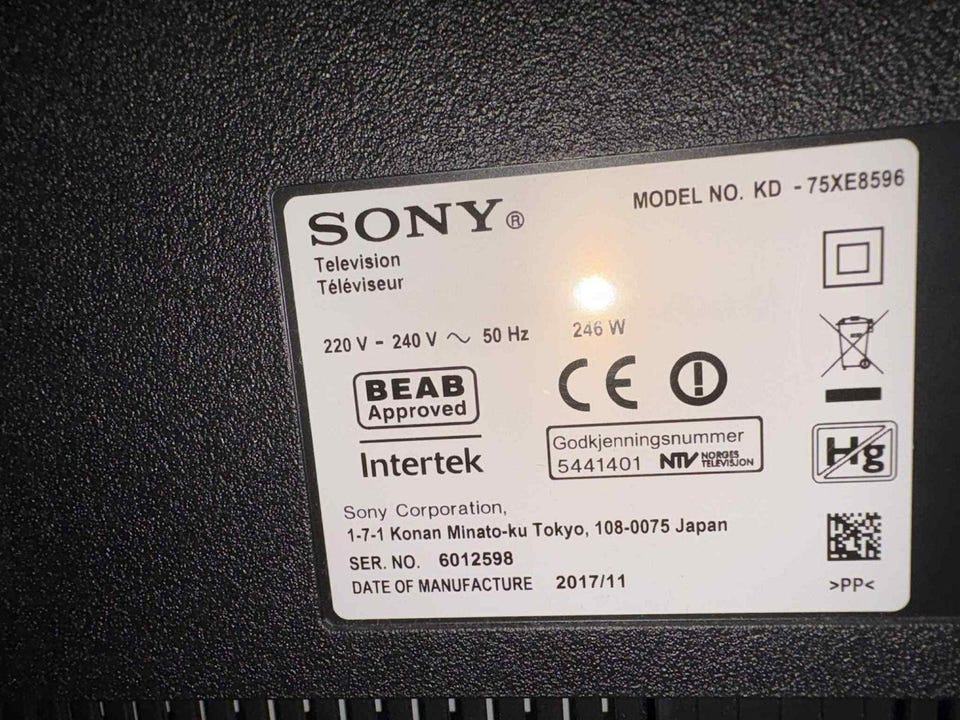 SONY®
MODEL NO. KD - 75XE8596
Television
Téléviseur
220 V - 240 V ~ 50 Hz 246 W
BEAB
Approved
Intertek
CE
Godkjenningsnummer
5441401 NTV NORGES
TELEVISJON
Hg
Sony Corporation,
1-7-1 Konan Minato-ku Tokyo, 108-0075 Japan
SER. NO. 6012598
DATE OF MANUFACTURE 2017/11
>PP<